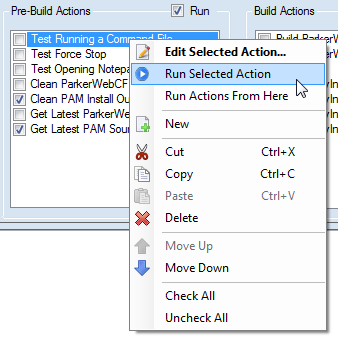 Pre-Build Actions
Run
Build Actions
Test Running a Command File
Test Force Stop
Test Opening Notepa
Clean ParkerWebCF
Clean PAM Install Ou
Get Latest ParkerWe
Get Latest PAM Sour
Edit Selected Action...
Run Selected Action
Run Actions From Here
New
Cut Ctrl+X
Copy Ctrl+C
Paste Ctrl+V
Delete
Move Up
Move Down
Check All
Uncheck All